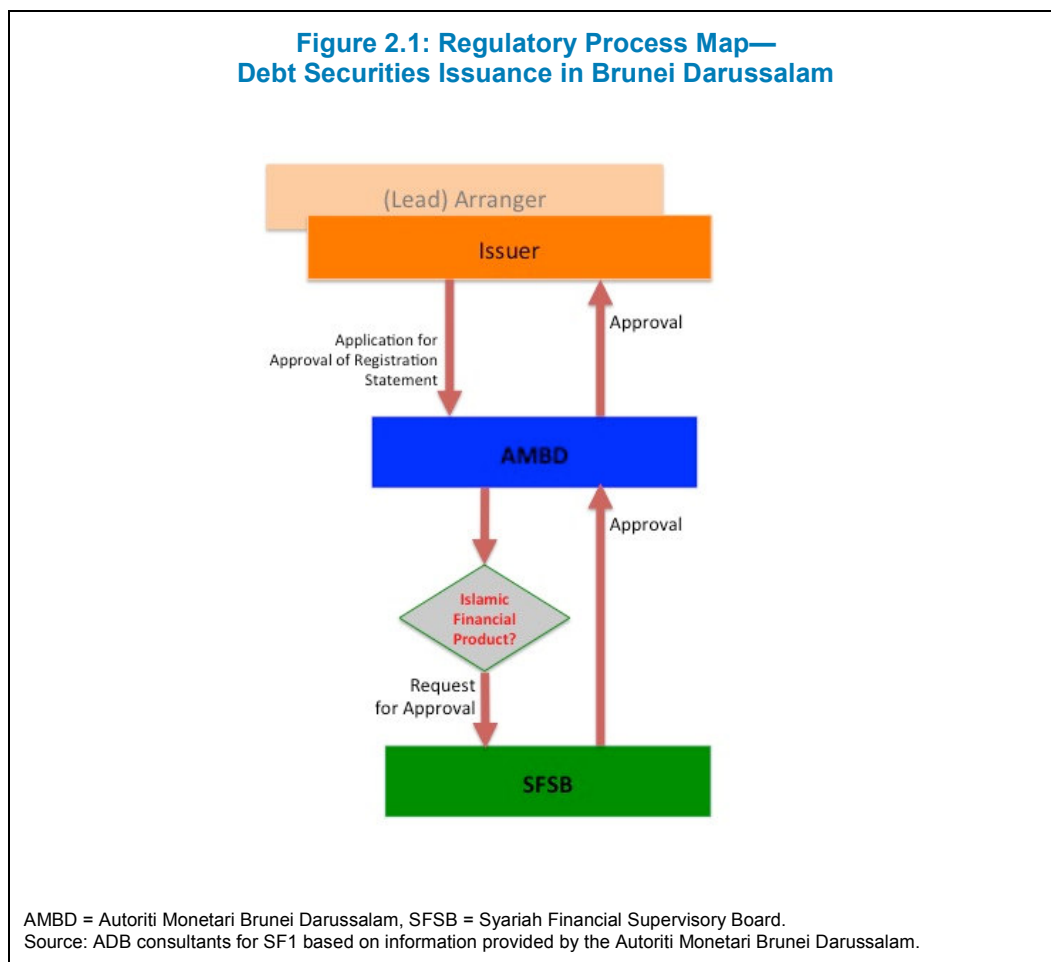 Figure 2.1: Regulatory Process Map—
Debt Securities Issuance in Brunei Darussalam
(Lead) Arranger
Issuer
Application for
Approval of Registration
Statement
Approval
AMBD
Approval
Islamic
Financial
Product?
Request
for Approval
SFSB
AMBD = Autoriti Monetari Brunei Darussalam, SFSB = Syariah Financial Supervisory Board.
Source: ADB consultants for SF1 based on information provided by the Autoriti Monetari Brunei Darussalam.